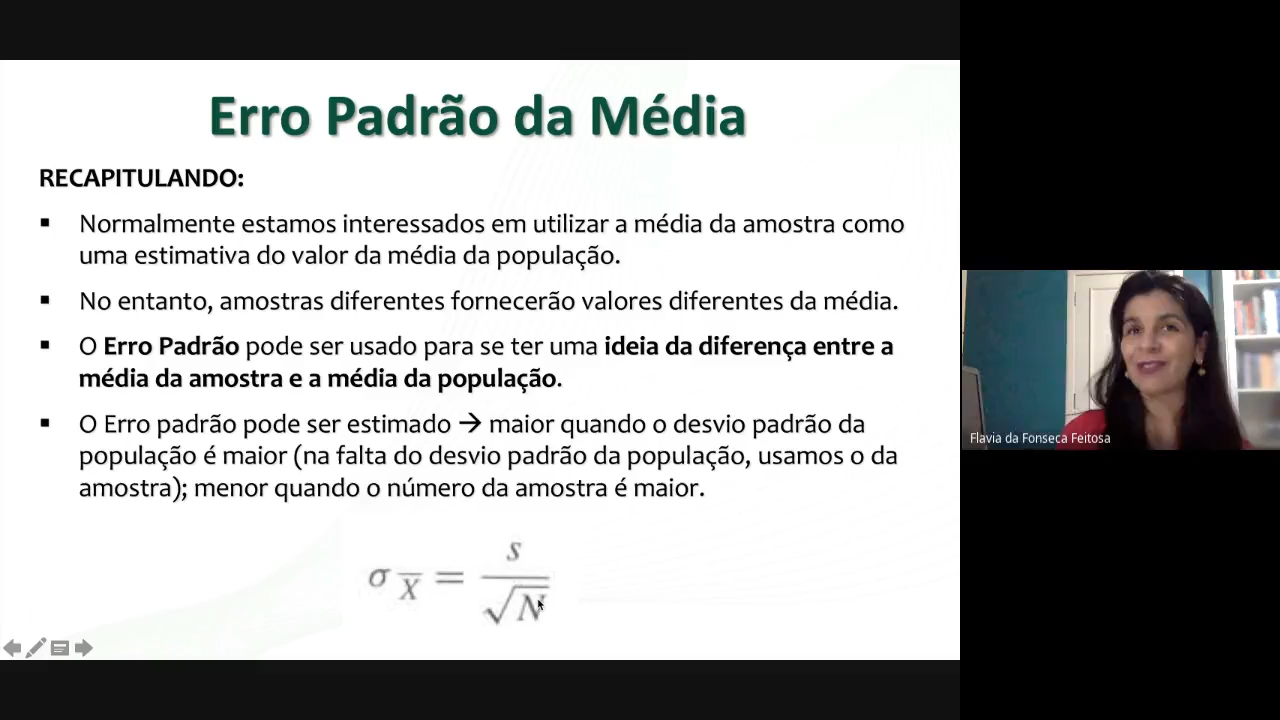 Erro Padrão da Média
RECAPITULANDO:
▪ Normalmente estamos interessados em utilizar a média da amostra como
uma estimativa do valor da média da população.
▪ No entanto, amostras diferentes fornecerão valores diferentes da média.
▪ O Erro Padrão pode ser usado para se ter uma ideia da diferença entre a
média da amostra e a média da população.
▪ O Erro padrão pode ser estimado → maior quando o desvio padrão da
população é maior (na falta do desvio padrão da população, usamos o da
amostra); menor quando o número da amostra é maior.
σ X̅ = s / √N
Flavia da Fonseca Feitosa